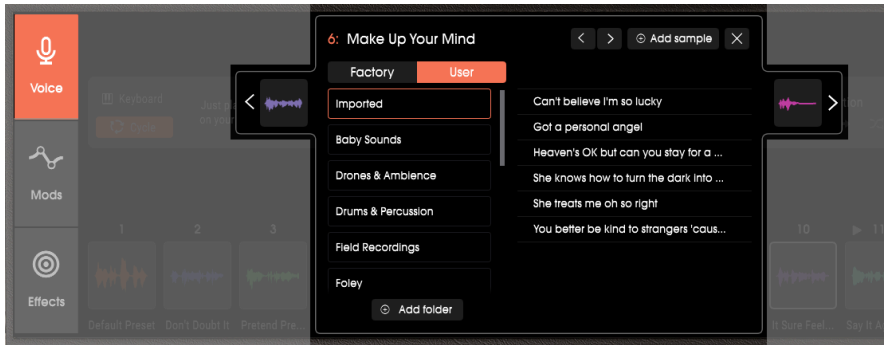 Voice
Mods
Effects
6: Make Up Your Mind
Add sample
Factory
User
Imported
Baby Sounds
Drones & Ambience
Drums & Percussion
Field Recordings
Foley
Add folder
Can't believe I'm so lucky
Got a personal angel
Heaven's OK but can you stay for a ...
She knows how to turn the dark into ...
She treats me oh so right
You better be kind to strangers 'caus...
Keyboard
Just pla
on your
1
2
3
10
11
Default Preset
Don't Doubt It
Pretend Pre...
It Sure Feel...
Say It A